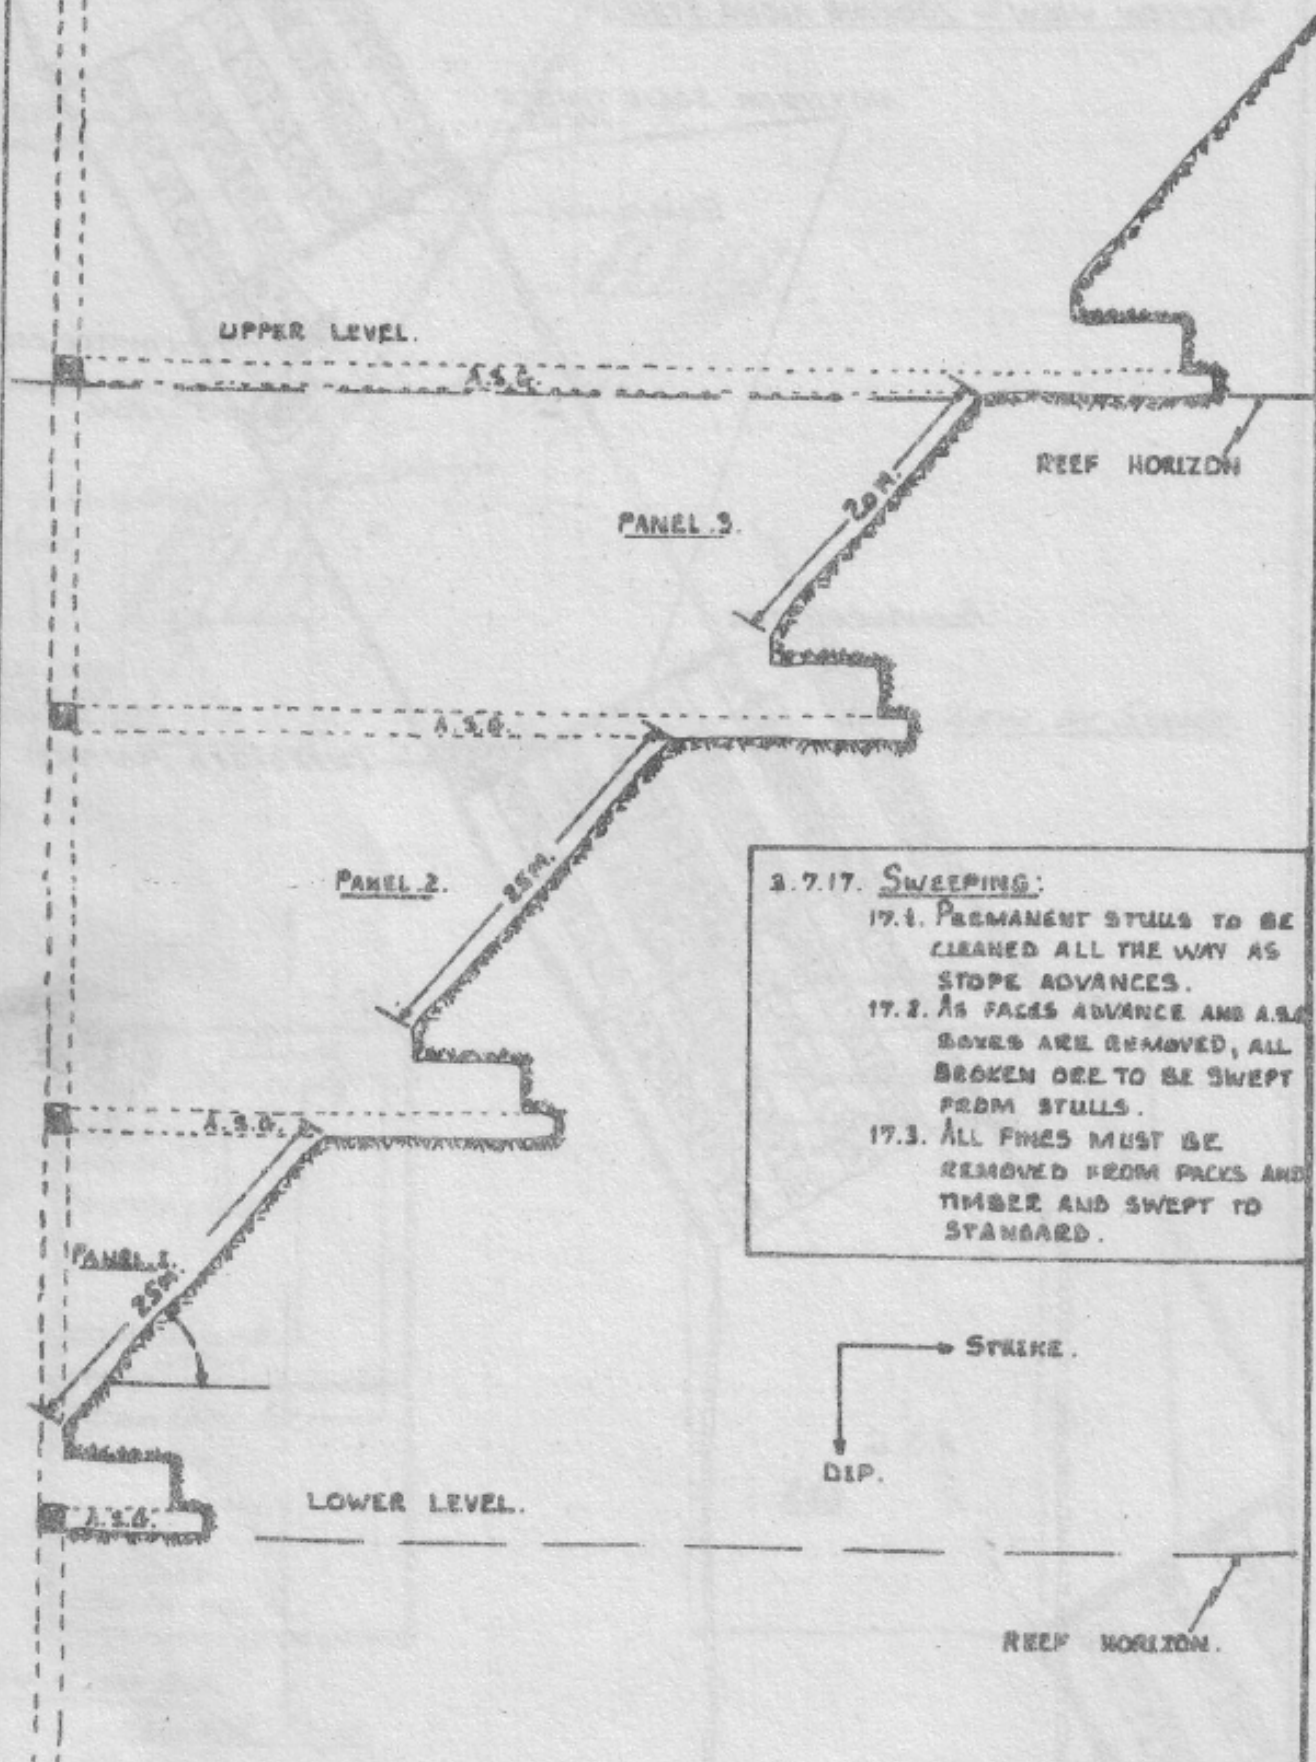 UPPER LEVEL.
A.S.G.
REEF HORIZON
20 M.
PANEL.3.
A.S.G.
PANEL.2.
25 M.
3.7.17. SWEEPING:
17.1. PERMANENT STULLS TO BE
CLEANED ALL THE WAY AS
STOPE ADVANCES.
17.2. AS FACES ADVANCE AND A.S.G
BOXES ARE REMOVED, ALL
BROKEN ORE TO BE SWEPT
FROM STULLS.
17.3. ALL FINES MUST BE
REMOVED FROM PACKS AND
TIMBER AND SWEPT TO
STANDARD.
A.S.G.
PANEL.1.
25 M.
STRIKE.
DIP.
LOWER LEVEL.
A.S.G.
REEF HORIZON.